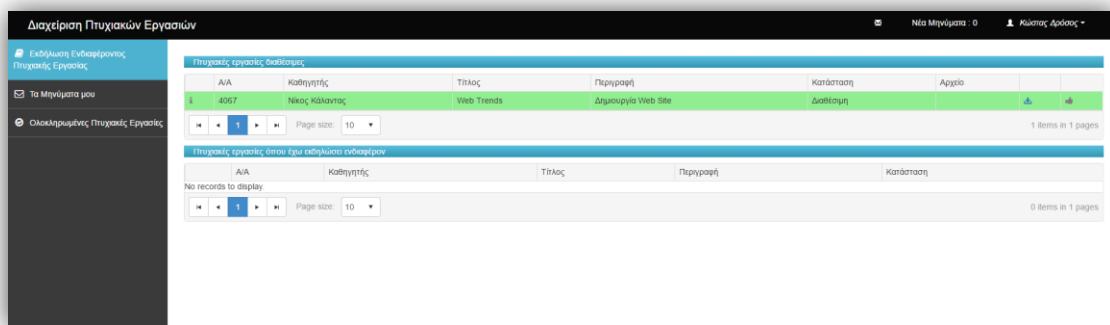 Διαχείριση Πτυχιακών Εργασιών
Νέα Μηνύματα : 0
Κώστας Δρόσος
Εκδήλωση Ενδιαφέροντος
Πτυχιακής Εργασίας
Τα Μηνύματα μου
Ολοκληρωμένες Πτυχιακές Εργασίες
Πτυχιακές εργασίες διαθέσιμες
Α/Α Καθηγητής Τίτλος Περιγραφή Κατάσταση Αρχείο
4067 Νίκος Κάλαντας Web Trends Δημιουργία Web Site Διαθέσιμη
1 Page size: 10 1 items in 1 pages
Πτυχιακές εργασίες όπου έχω εκδηλώσει ενδιαφέρον
Α/Α Καθηγητής Τίτλος Περιγραφή Κατάσταση
No records to display.
1 Page size: 10 0 items in 1 pages